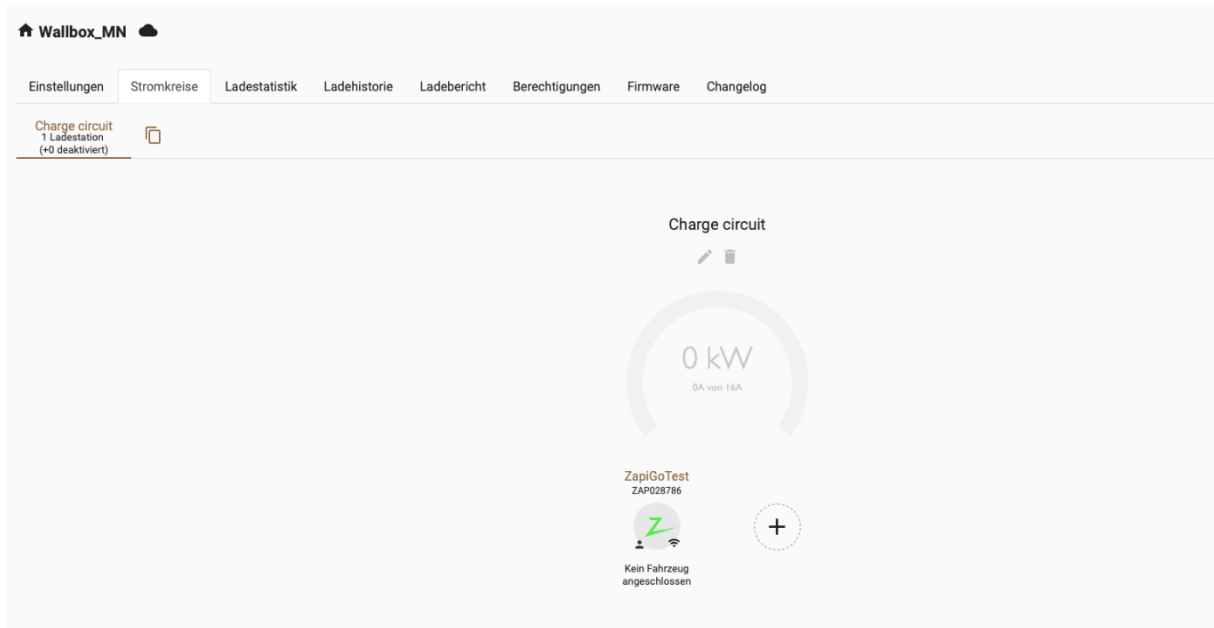 Wallbox_MN
Einstellungen Stromkreise Ladestatistik Ladehistorie Ladebericht Berechtigungen Firmware Changelog
Charge circuit
1 Ladestation
(+0 deaktiviert)
Charge circuit
0 kW
0A von 16A
ZapiGoTest
ZAP028786
Kein Fahrzeug
angeschlossen